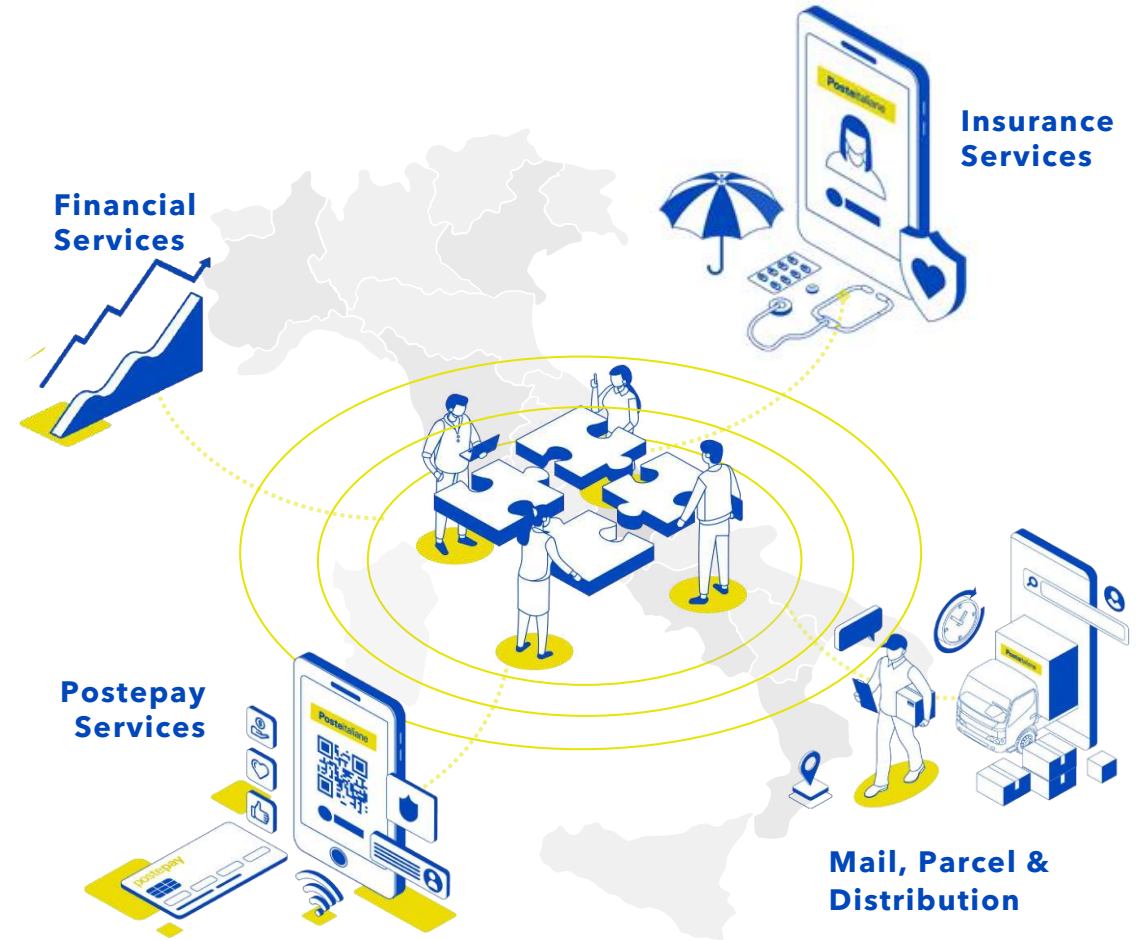 Insurance
Services
Posteitaliane
Financial
Services
Postepay
Services
Posteitaliane
postepay
Posteitaliane
Mail, Parcel &
Distribution